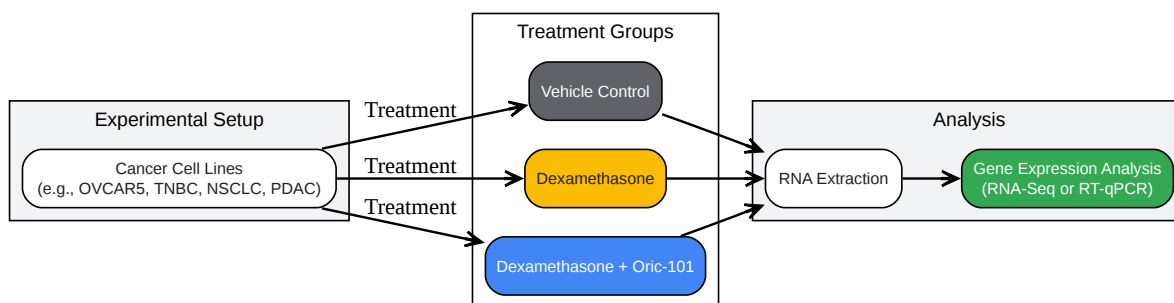 Treatment Groups
Vehicle Control
Treatment
Experimental Setup
Analysis
Cancer Cell Lines
(e.g., OVCAR5, TNBC, NSCLC, PDAC)
Treatment
Dexamethasone
RNA Extraction
Gene Expression Analysis
(RNA-Seq or RT-qPCR)
Treatment
Dexamethasone + Oric-101